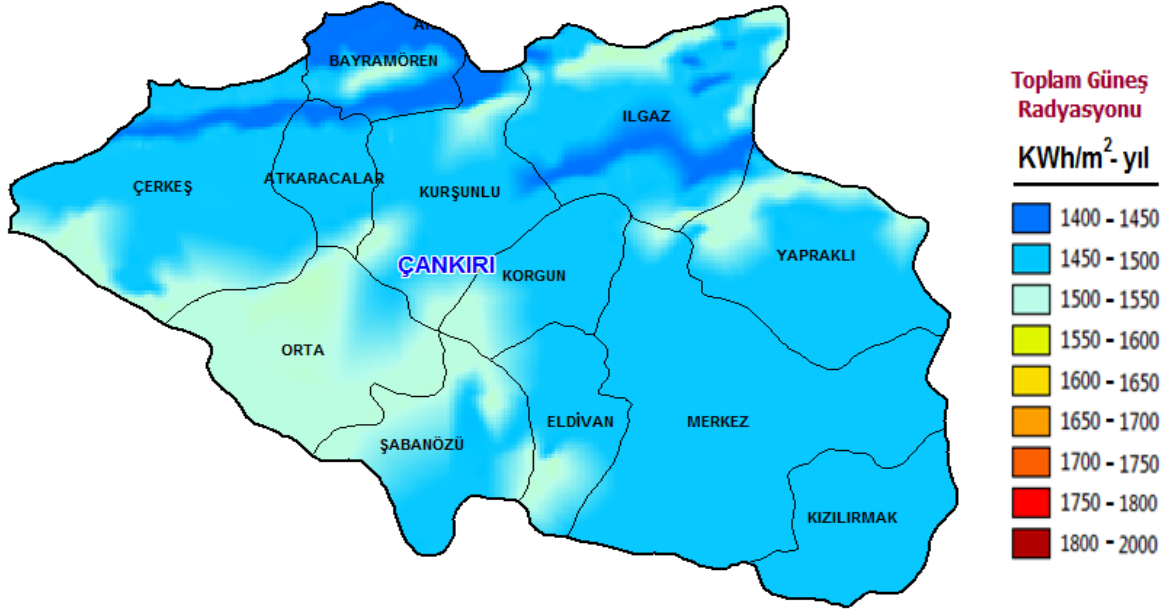 BAYRAMÖREN
ILGAZ
ÇERKEŞ
ATKARACALAR
KURŞUNLU
YAPRAKLI
ÇANKIRI
KORGUN
ORTA
ŞABANÖZÜ
ELDİVAN
MERKEZ
KIZILIRMAK
Toplam Güneş
Radyasyonu
KWh/m²- yıl
1400 - 1450
1450 - 1500
1500 - 1550
1550 - 1600
1600 - 1650
1650 - 1700
1700 - 1750
1750 - 1800
1800 - 2000